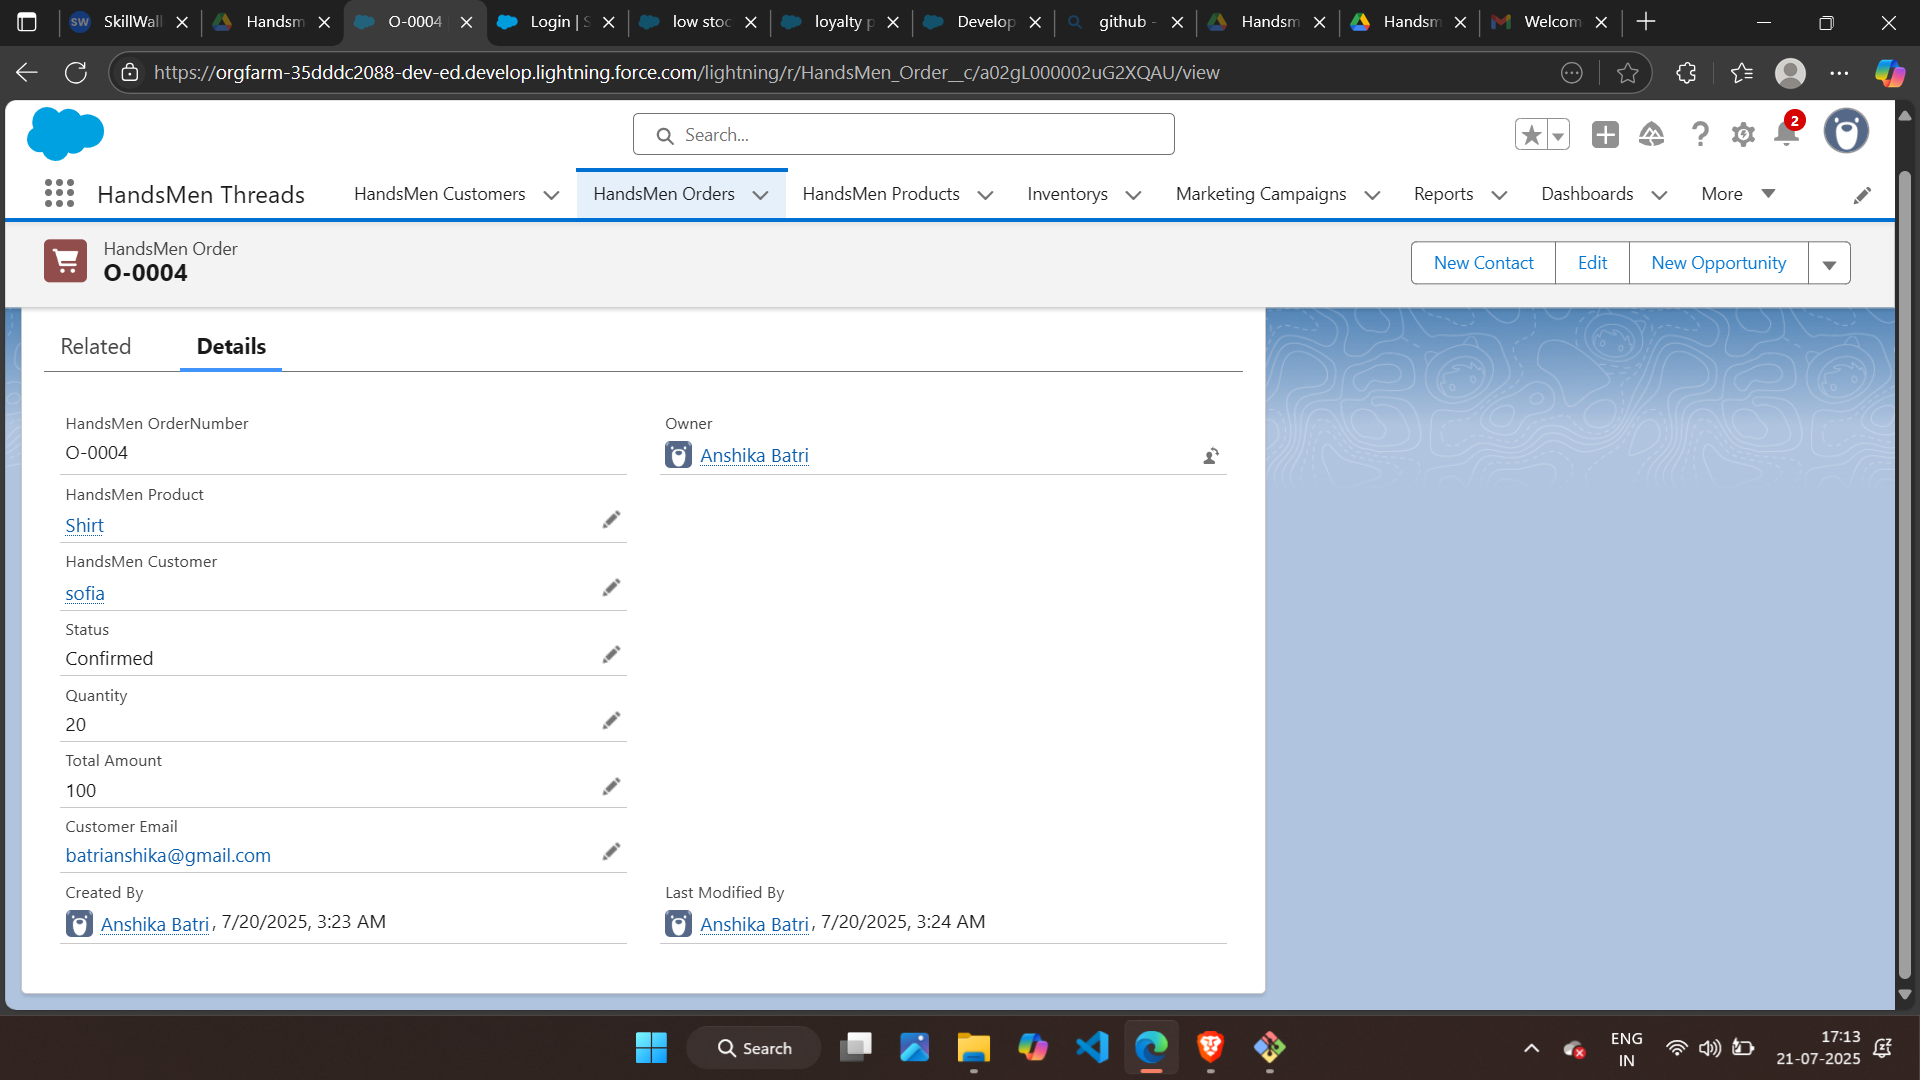 SW SkillWall
Handsm
O-0004
Login | S
low stoc
loyalty p
Develop
github -
Handsm
Handsm
Welcom
https://orgfarm-35dddc2088-dev-ed.develop.lightning.force.com/lightning/r/HandsMen_Order__c/a02gL000002uG2XQAU/view
Search...
2
HandsMen Threads
HandsMen Customers
HandsMen Orders
HandsMen Products
Inventorys
Marketing Campaigns
Reports
Dashboards
More
HandsMen Order
O-0004
New Contact
Edit
New Opportunity
Related
Details
HandsMen OrderNumber
O-0004
Owner
Anshika Batri
HandsMen Product
Shirt
HandsMen Customer
sofia
Status
Confirmed
Quantity
20
Total Amount
100
Customer Email
batrianshika@gmail.com
Created By
Anshika Batri, 7/20/2025, 3:23 AM
Last Modified By
Anshika Batri, 7/20/2025, 3:24 AM
Search
ENG
IN
17:13
21-07-2025